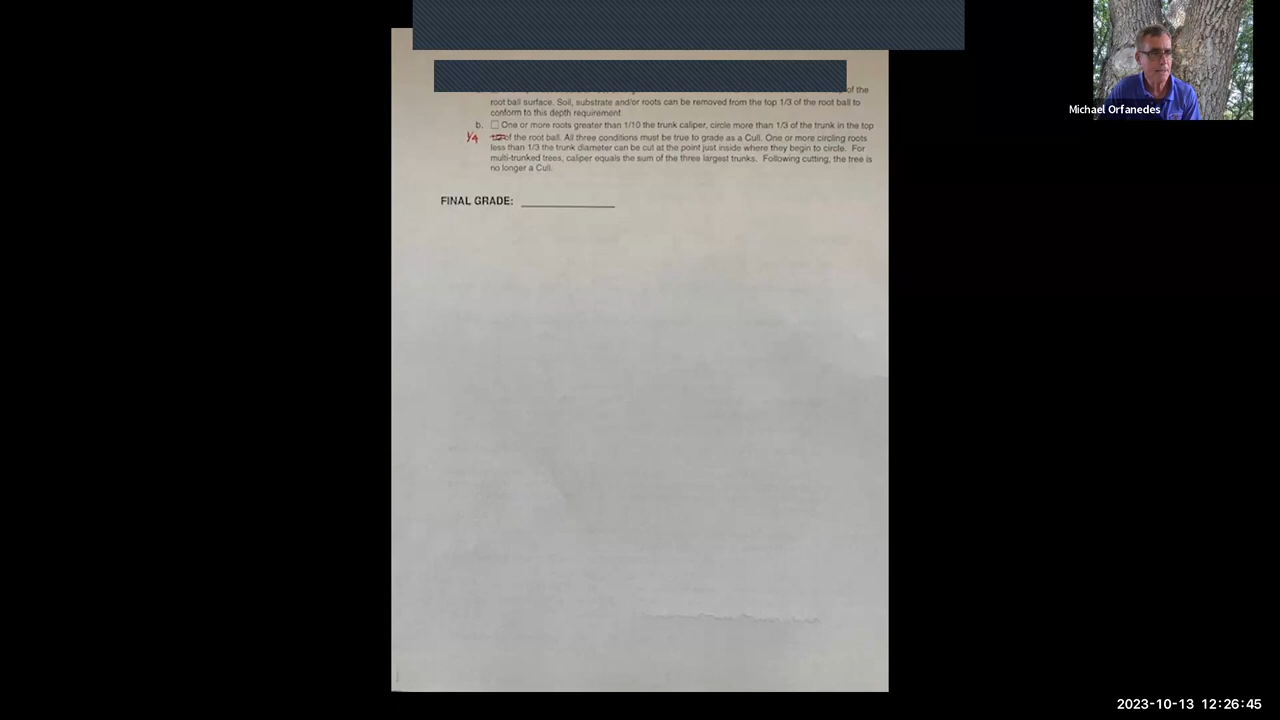 of the
root ball surface. Soil, substrate and/or roots can be removed from the top 1/3 of the root ball to
conform to this depth requirement
b. ☐ One or more roots greater than 1/10 the trunk caliper, circle more than 1/3 of the trunk in the top
1/4 1/2 of the root ball. All three conditions must be true to grade as a Cull. One or more circling roots
less than 1/3 the trunk diameter can be cut at the point just inside where they begin to circle. For
multi-trunked trees, caliper equals the sum of the three largest trunks. Following cutting, the tree is
no longer a Cull.
FINAL GRADE: ____________
Michael Orfanedes
2023-10-13 12:26:45